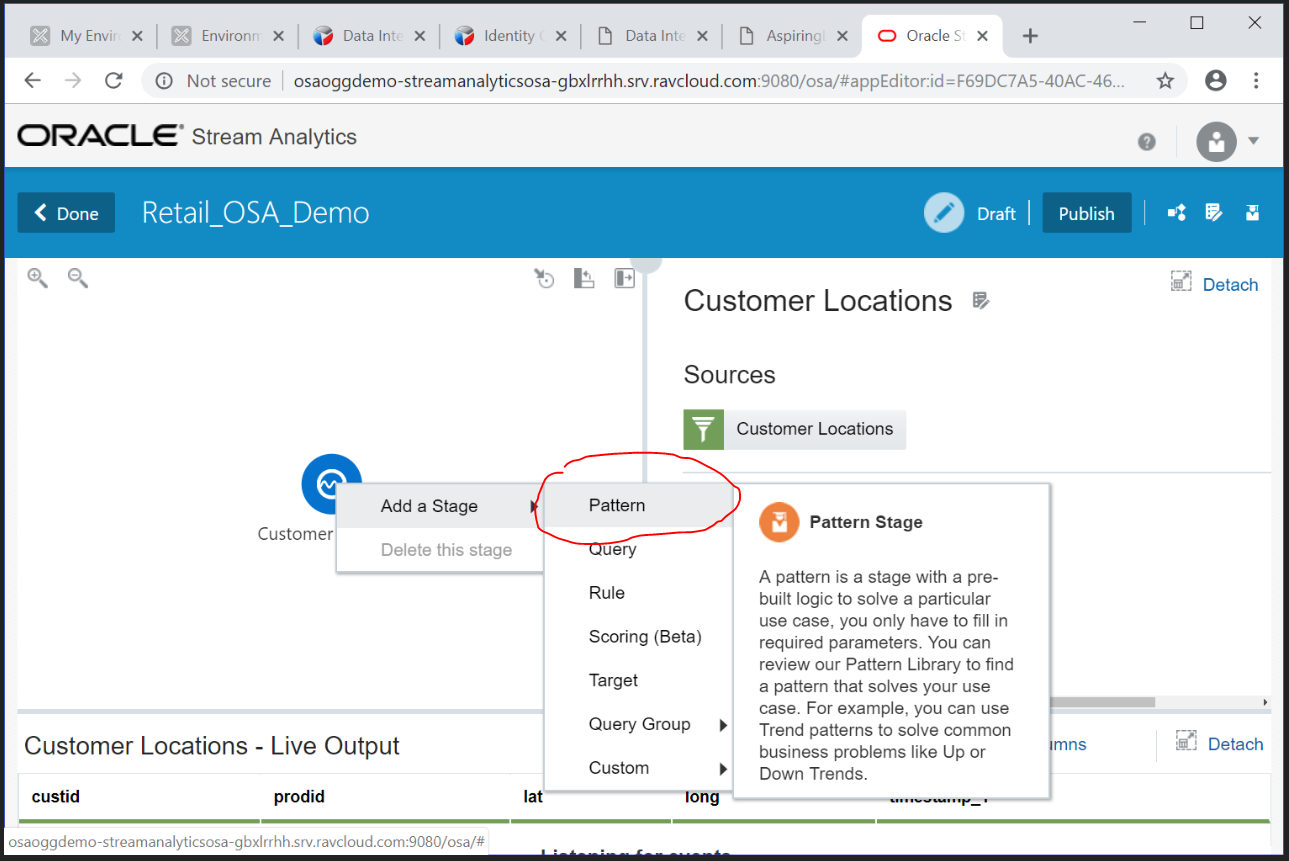 My Envir
Environm
Data Inte
Identity C
Data Inte
Aspiring
Oracle St
Not secure
osaoggdemo-streamanalyticsosa-gbxlrrhh.srv.ravcloud.com:9080/osa/#appEditor:id=F69DC7A5-40AC-46...
ORACLE Stream Analytics
Done
Retail_OSA_Demo
Draft
Publish
Customer Locations
Detach
Sources
Customer Locations
Customer
Add a Stage
Delete this stage
Pattern
Query
Rule
Scoring (Beta)
Target
Query Group
Custom
Pattern Stage
A pattern is a stage with a pre-
built logic to solve a particular
use case, you only have to fill in
required parameters. You can
review our Pattern Library to find
a pattern that solves your use
case. For example, you can use
Trend patterns to solve common
business problems like Up or
Down Trends.
Customer Locations - Live Output
umns
Detach
custid
prodid
lat
long
osaoggdemo-streamanalyticsosa-gbxlrrhh.srv.ravcloud.com:9080/osa/#
Listening for events